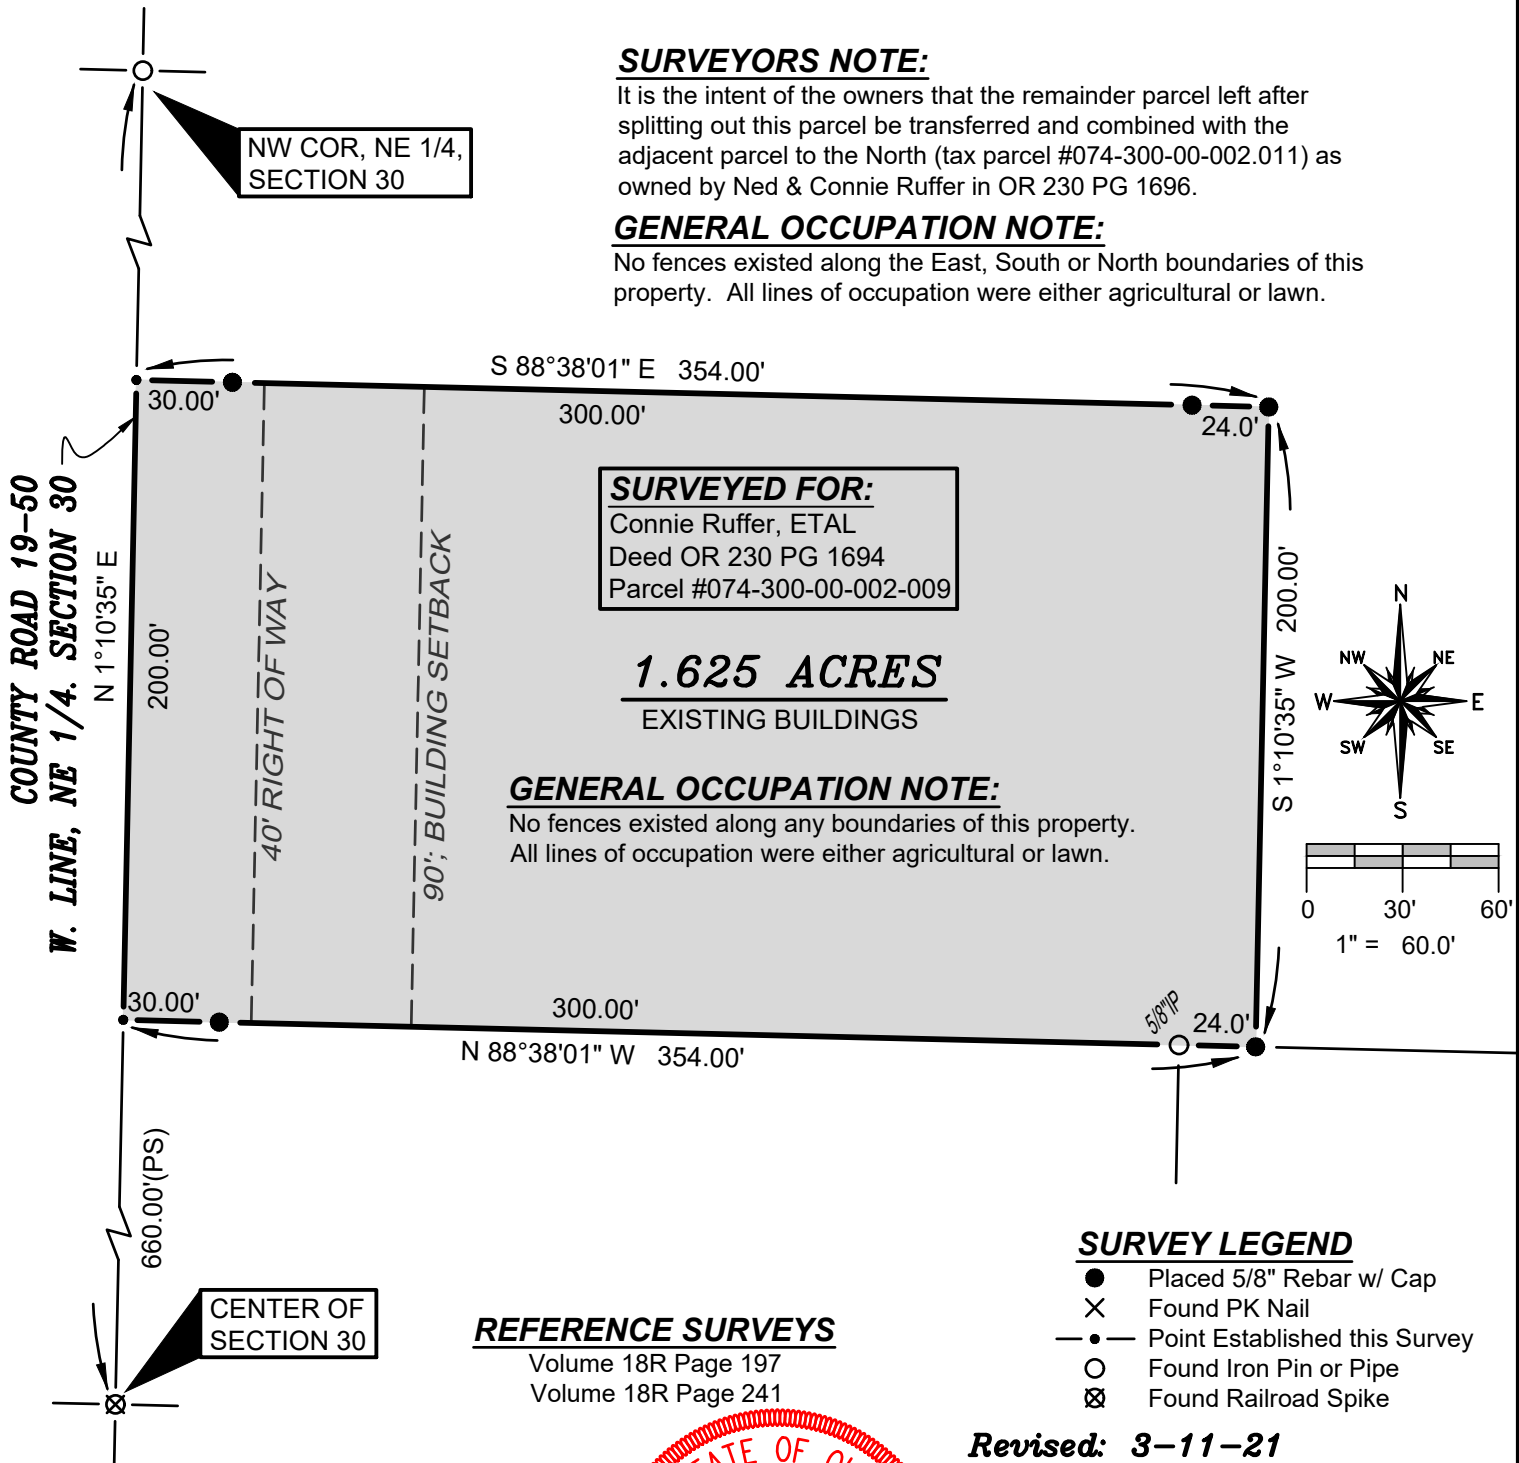 SURVEYORS NOTE:
It is the intent of the owners that the remainder parcel left after
splitting out this parcel be transferred and combined with the
adjacent parcel to the North (tax parcel #074-300-00-002.011) as
owned by Ned & Connie Ruffer in OR 230 PG 1696.
GENERAL OCCUPATION NOTE:
No fences existed along the East, South or North boundaries of this
property. All lines of occupation were either agricultural or lawn.
NW COR, NE 1/4,
SECTION 30
S 88°38'01" E 354.00'
30.00'
300.00'
24.0'
COUNTY ROAD 19-50
W. LINE, NE 1/4. SECTION 30
N 1°10'35" E
200.00'
40' RIGHT OF WAY
90'; BUILDING SETBACK
SURVEYED FOR:
Connie Ruffer, ETAL
Deed OR 230 PG 1694
Parcel #074-300-00-002-009
1.625 ACRES
EXISTING BUILDINGS
GENERAL OCCUPATION NOTE:
No fences existed along any boundaries of this property.
All lines of occupation were either agricultural or lawn.
S 1°10'35" W 200.00'
N
NW
NE
W
E
SW
SE
S
0 30' 60'
1" = 60.0'
30.00'
300.00'
5/8"IP
24.0'
N 88°38'01" W 354.00'
660.00'(PS)
CENTER OF
SECTION 30
REFERENCE SURVEYS
Volume 18R Page 197
Volume 18R Page 241
SURVEY LEGEND
Placed 5/8" Rebar w/ Cap
Found PK Nail
Point Established this Survey
Found Iron Pin or Pipe
Found Railroad Spike
Revised: 3-11-21
OF